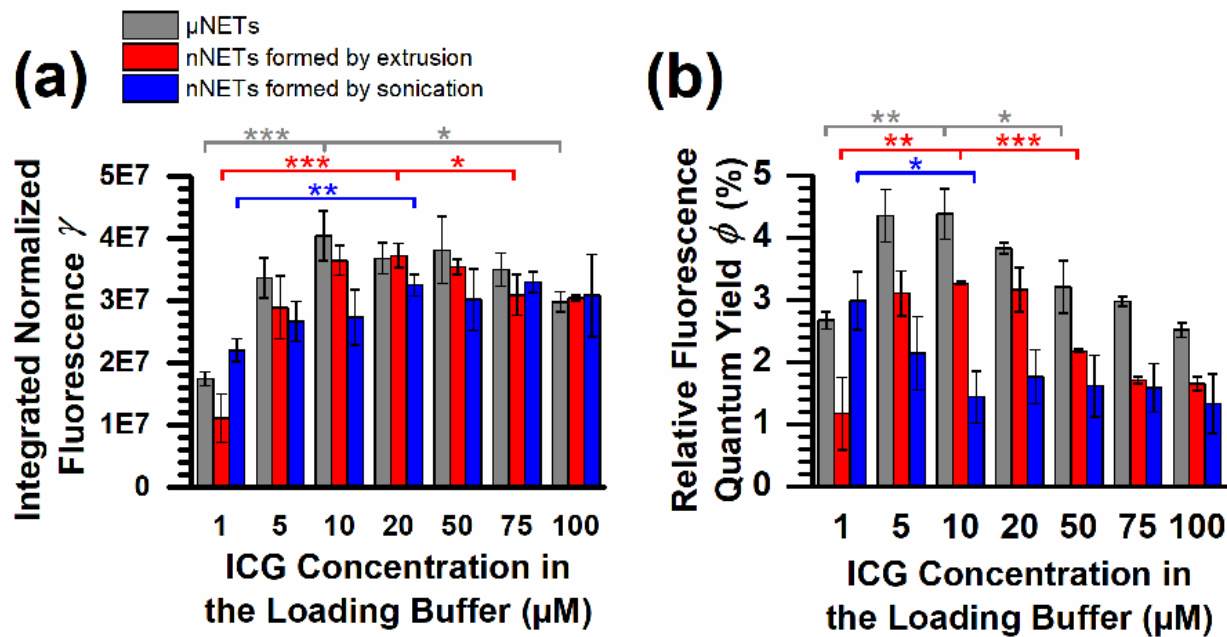 µNETs
nNETs formed by extrusion
nNETs formed by sonication
(a)
*** *
*** *
**
Integrated Normalized
Fluorescence γ
5E7
4E7
3E7
2E7
1E7
0
1 5 10 20 50 75 100
ICG Concentration in
the Loading Buffer (µM)
(b)
** *
** ***
*
Relative Fluorescence
Quantum Yield ϕ (%)
5
4
3
2
1
0
1 5 10 20 50 75 100
ICG Concentration in
the Loading Buffer (µM)